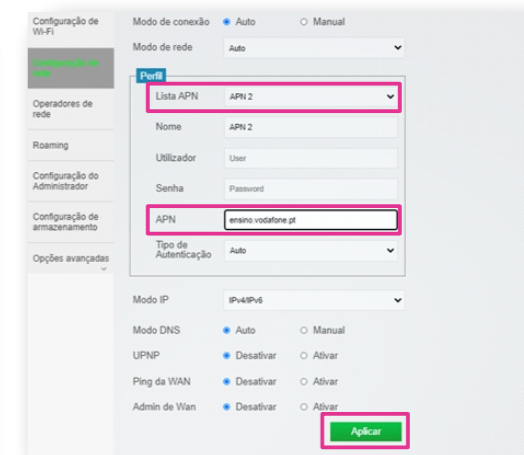 Configuração de
Wi-Fi
Configuração de
rede
Operadores de
rede
Roaming
Configuração do
Administrador
Configuração de
armazenamento
Opções avançadas
Modo de conexão Auto Manual
Modo de rede Auto
Perfil
Lista APN APN 2
Nome APN 2
Utilizador User
Senha Password
APN ensino.vodafone.pt
Tipo de
Autenticação Auto
Modo IP IPv4/IPv6
Modo DNS Auto Manual
UPNP Desativar Ativar
Ping da WAN Desativar Ativar
Admin de Wan Desativar Ativar
Aplicar